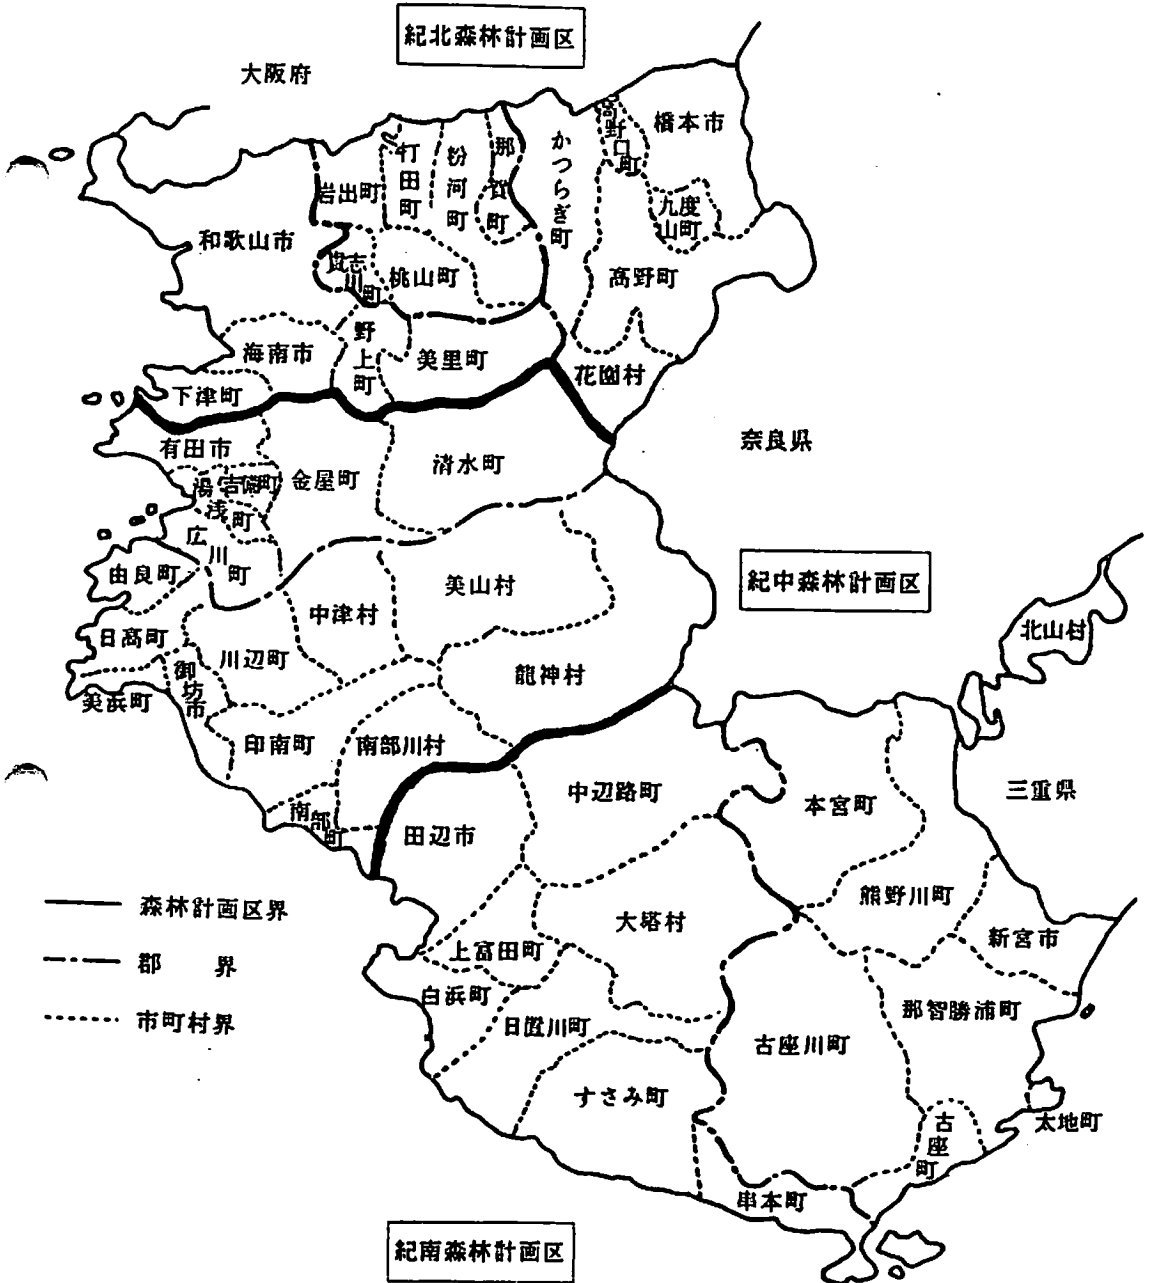 紀北森林計画区
大阪府
橋本市
高野口町
かつらぎ町
那賀町
粉河町
打田町
岩出町
九度山町
和歌山市
貴志川町
桃山町
高野町
野上町
海南市
美里町
花園村
下津町
有田市
奈良県
清水町
金屋町
吉備町
湯浅町
広川町
由良町
紀中森林計画区
美山村
中津村
北山村
日高町
川辺町
龍神村
御坊市
美浜町
印南町
南部川村
中辺路町
三重県
本宮町
南部町
田辺市
熊野川町
森林計画区界
大塔村
新宮市
上富田町
郡 界
白浜町
那智勝浦町
市町村界
日置川町
古座川町
すさみ町
太地町
古座町
串本町
紀南森林計画区